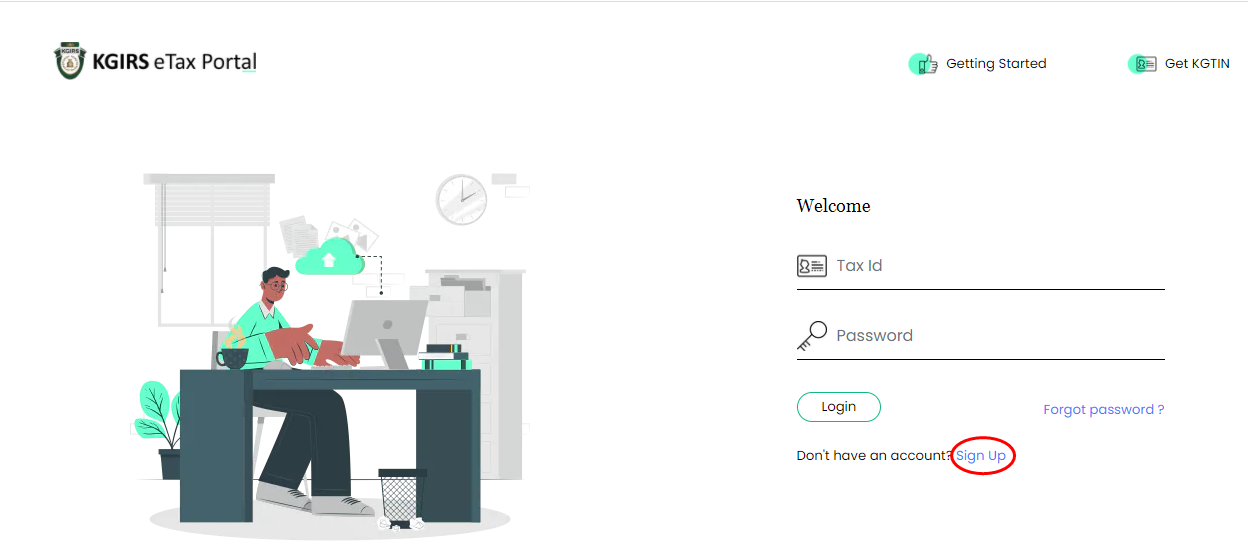 KGIRS
KGIRS eTax Portal
Getting Started
Get KGTIN
Welcome
Tax Id
Password
Login
Forgot password ?
Don't have an account? Sign Up